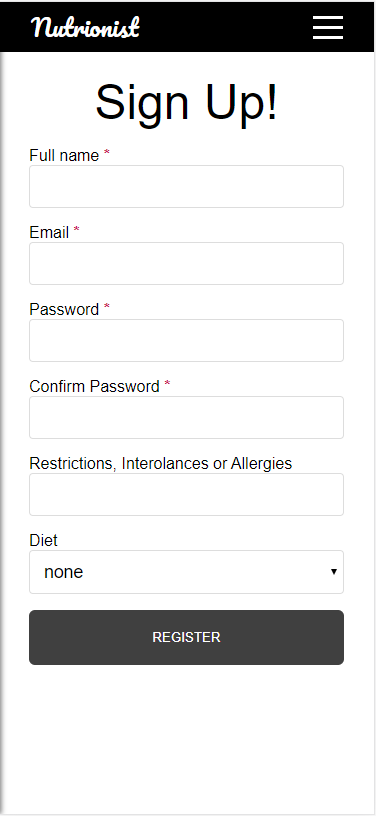 Nutrionist
Sign Up!
Full name *
Email *
Password *
Confirm Password *
Restrictions, Interolances or Allergies
Diet
none
REGISTER